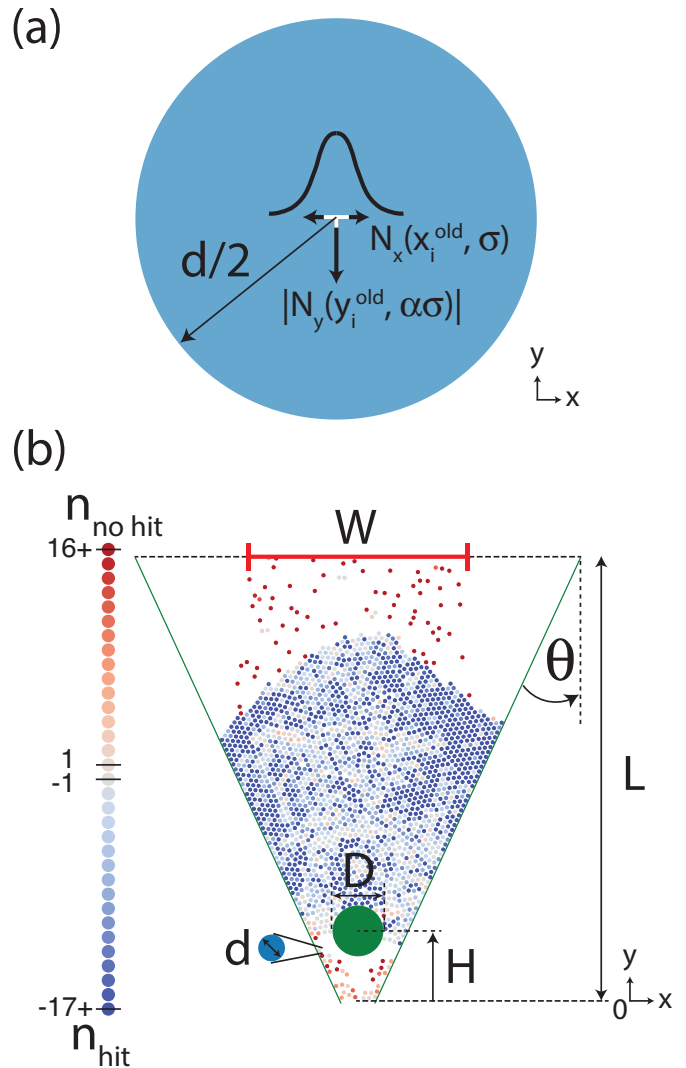 (a)
d/2
N_x(x_i^old, σ)
|N_y(y_i^old, ασ)|
y
x
(b)
n_no hit
16+
1
-1
-17+
n_hit
W
θ
L
D
d
H
y
0
x